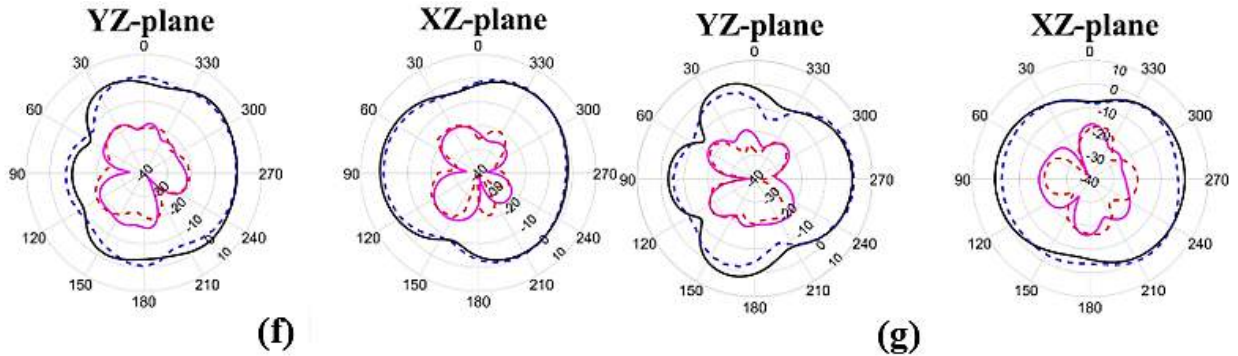 YZ-plane XZ-plane YZ-plane XZ-plane
0 0 0 0
30 330 30 330 30 330 30 330
60 300 60 300 60 300 60 300
90 270 90 270 90 270 90 270
120 240 120 240 120 240 120 240
150 210 150 210 150 210 150 210
180 180 180 180
-40 -30 -20 -10 0 10
-40 -30 -20 -10 0 10
-40 -30 -20 -10 0 10
10 0 -10 -20 -30 -40
(f) (g)